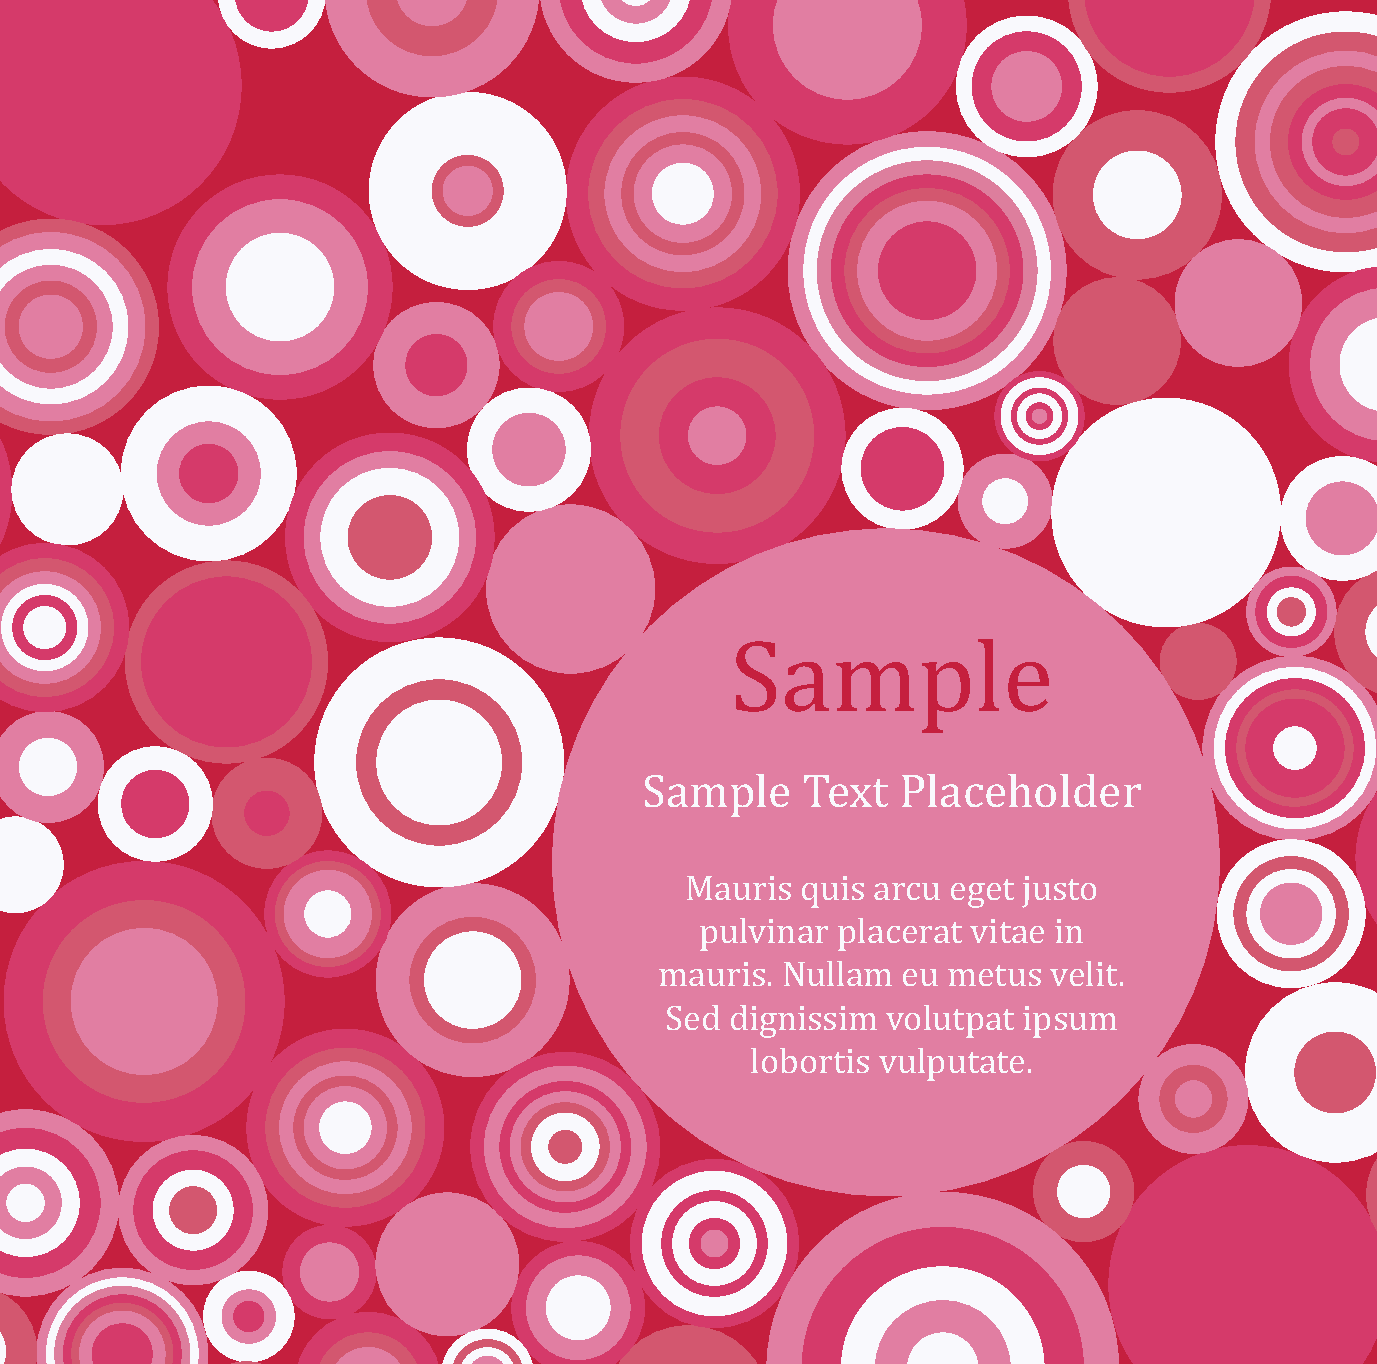 Sample
Sample Text Placeholder
Mauris quis arcu eget justo
pulvinar placerat vitae in
mauris. Nullam eu metus velit.
Sed dignissim volutpat ipsum
lobortis vulputate.